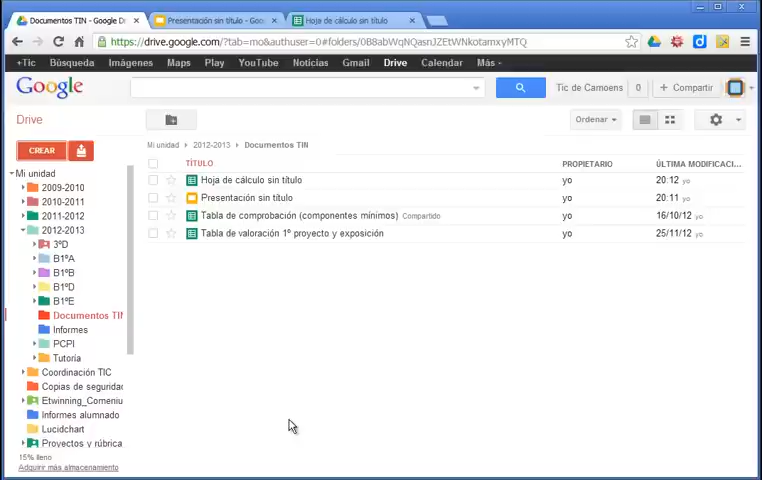 Documentos TIN - Google Dr
Presentación sin título - Goog
Hoja de cálculo sin título
https://drive.google.com/?tab=mo&authuser=0#folders/0B8abWqNQasnJZEtWNkotamxyMTQ
+Tic Búsqueda Imágenes Maps Play YouTube Noticias Gmail Drive Calendar Más
Google
Tic de Camoens 0 + Compartir
Drive
Ordenar
CREAR
Mi unidad 2012-2013 Documentos TIN
TÍTULO PROPIETARIO ÚLTIMA MODIFICACI...
Hoja de cálculo sin título yo 20:12 yo
Presentación sin título yo 20:11 yo
Tabla de comprobación (componentes mínimos) Compartido yo 16/10/12 yo
Tabla de valoración 1º proyecto y exposición yo 25/11/12 yo
Mi unidad
2009-2010
2010-2011
2011-2012
2012-2013
3ºD
B1ºA
B1ºB
B1ºD
B1ºE
Documentos TIN
Informes
PCPI
Tutoría
Coordinación TIC
Copias de segurida
Etwinning_Comeniu
Informes alumnado
Lucidchart
Proyectos y rúbrica
15% lleno
Adquirir más almacenamiento